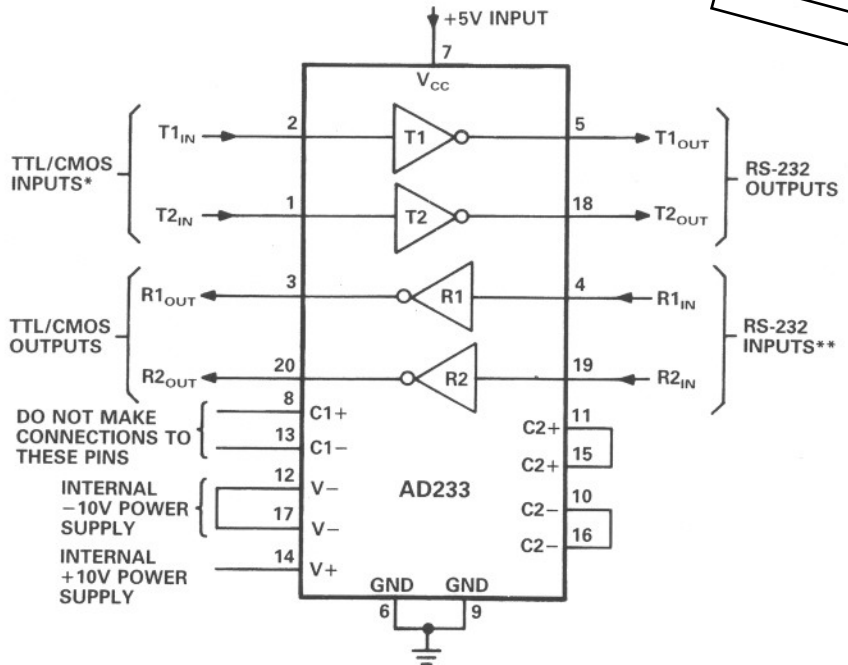 +5V INPUT
7
VCC
TTL/CMOS
INPUTS*
T1IN
2
T1
5
T1OUT
RS-232
OUTPUTS
T2IN
1
T2
18
T2OUT
TTL/CMOS
OUTPUTS
R1OUT
3
R1
4
R1IN
RS-232
INPUTS**
R2OUT
20
R2
19
R2IN
DO NOT MAKE
CONNECTIONS TO
THESE PINS
8
C1+
13
C1−
11
C2+
15
C2+
INTERNAL
−10V POWER
SUPPLY
12
V−
17
V−
AD233
10
C2−
16
C2−
INTERNAL
+10V POWER
SUPPLY
14
V+
GND
GND
6
9